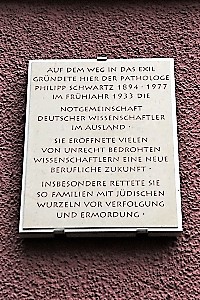 AUF DEM WEG IN DAS EXIL
GRÜNDETE HIER DER PATHOLOGE
PHILIPP SCHWARTZ 1894 - 1977
IM FRÜHJAHR 1933 DIE
NOTGEMEINSCHAFT
DEUTSCHER WISSENSCHAFTLER
IM AUSLAND ·
SIE ERÖFFNETE VIELEN
VON UNRECHT BEDROHTEN
WISSENSCHAFTLERN EINE NEUE
BERUFLICHE ZUKUNFT ·
INSBESONDERE RETTETE SIE
SO FAMILIEN MIT JÜDISCHEN
WURZELN VOR VERFOLGUNG
UND ERMORDUNG ·